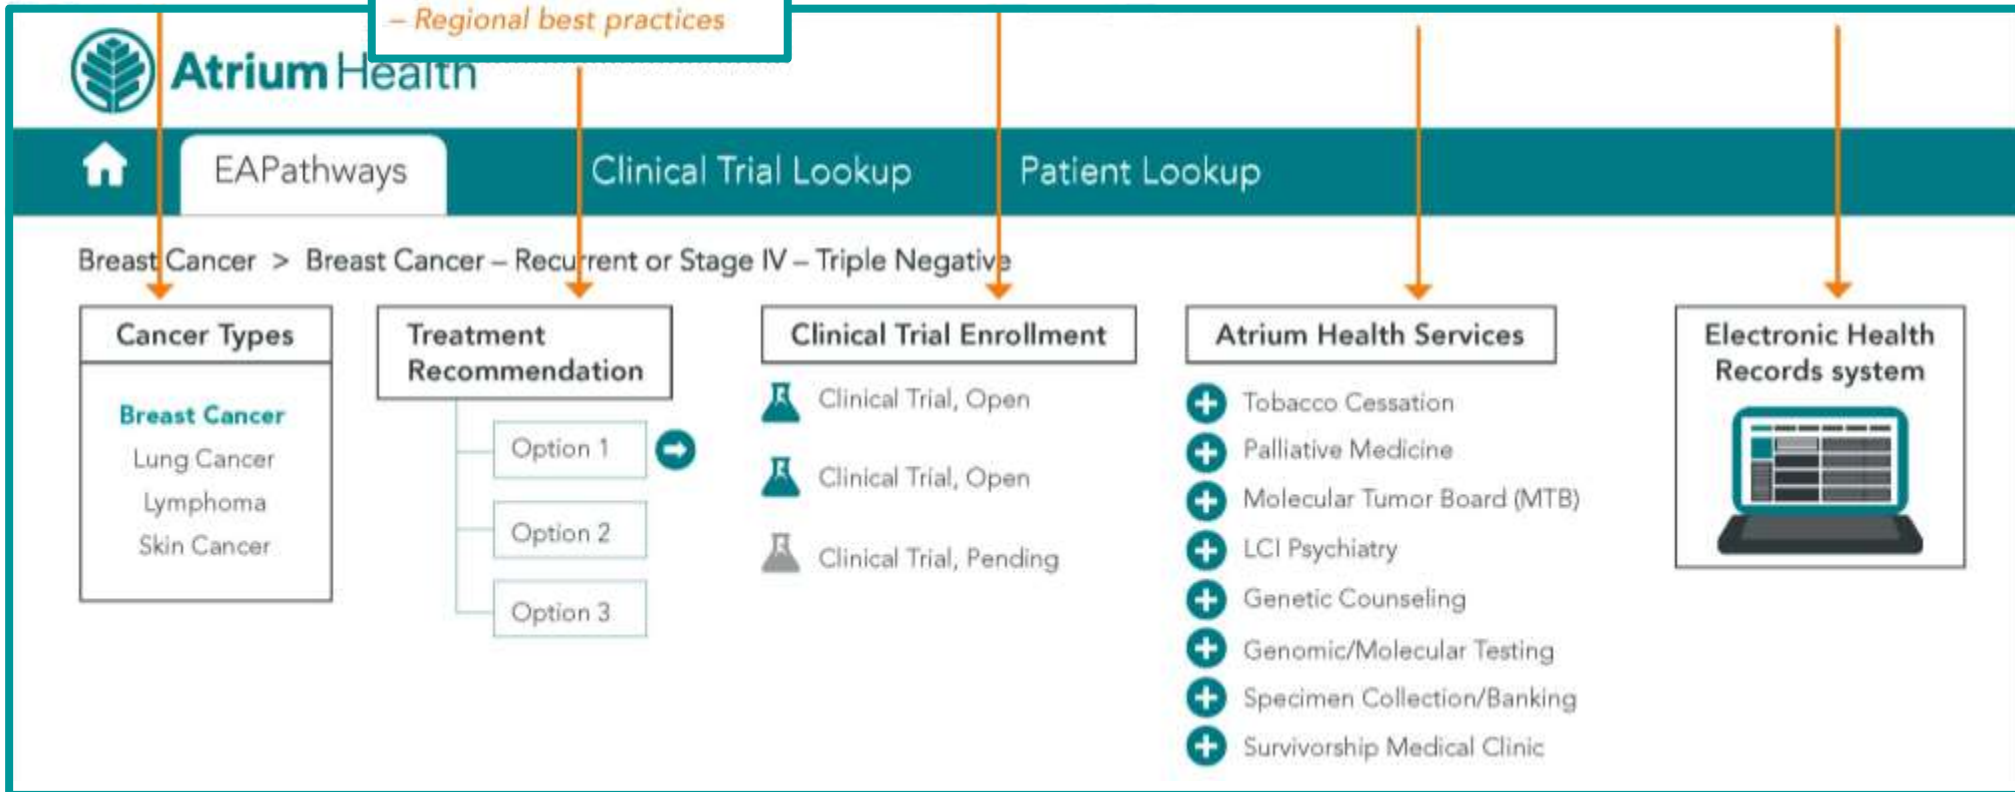 – Regional best practices
Atrium Health
EAPathways
Clinical Trial Lookup
Patient Lookup
Breast Cancer > Breast Cancer – Recurrent or Stage IV – Triple Negative
Cancer Types
Breast Cancer
Lung Cancer
Lymphoma
Skin Cancer
Treatment
Recommendation
Option 1
Option 2
Option 3
Clinical Trial Enrollment
Clinical Trial, Open
Clinical Trial, Open
Clinical Trial, Pending
Atrium Health Services
Tobacco Cessation
Palliative Medicine
Molecular Tumor Board (MTB)
LCI Psychiatry
Genetic Counseling
Genomic/Molecular Testing
Specimen Collection/Banking
Survivorship Medical Clinic
Electronic Health
Records system